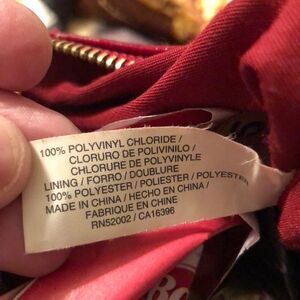 100% POLYVINYL CHLORIDE /
CLORURO DE POLIVINILO /
CHLORURE DE POLYVINYLE
LINING / FORRO / DOUBLURE
100% POLYESTER / POLYESTER / POLYESTER
MADE IN CHINA / HECHO EN CHINA /
FABRIQUE EN CHINE
RN52002 / CA16396